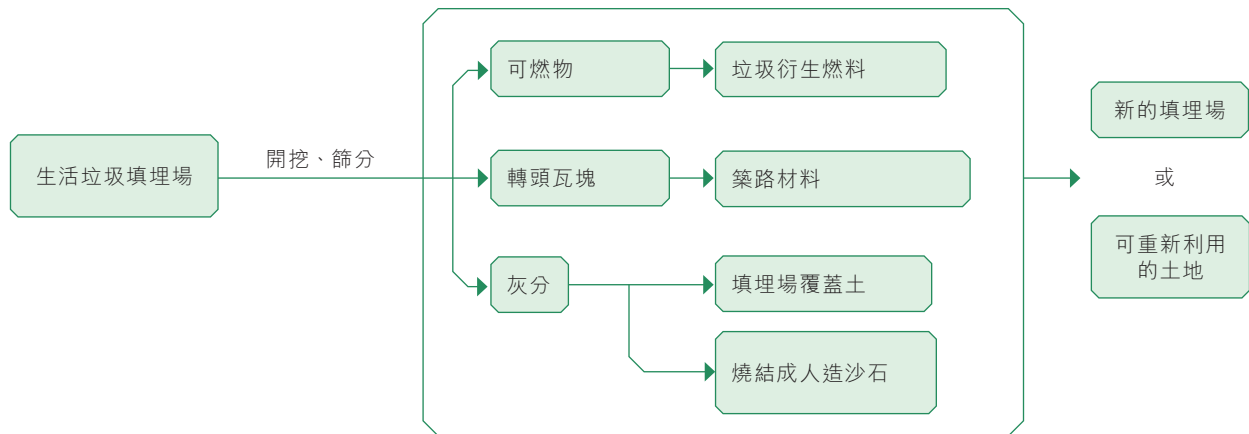 生活垃圾填埋場
開挖、篩分
可燃物
垃圾衍生燃料
轉頭瓦塊
築路材料
灰分
填埋場覆蓋土
燒結成人造沙石
新的填埋場
或
可重新利用
的土地